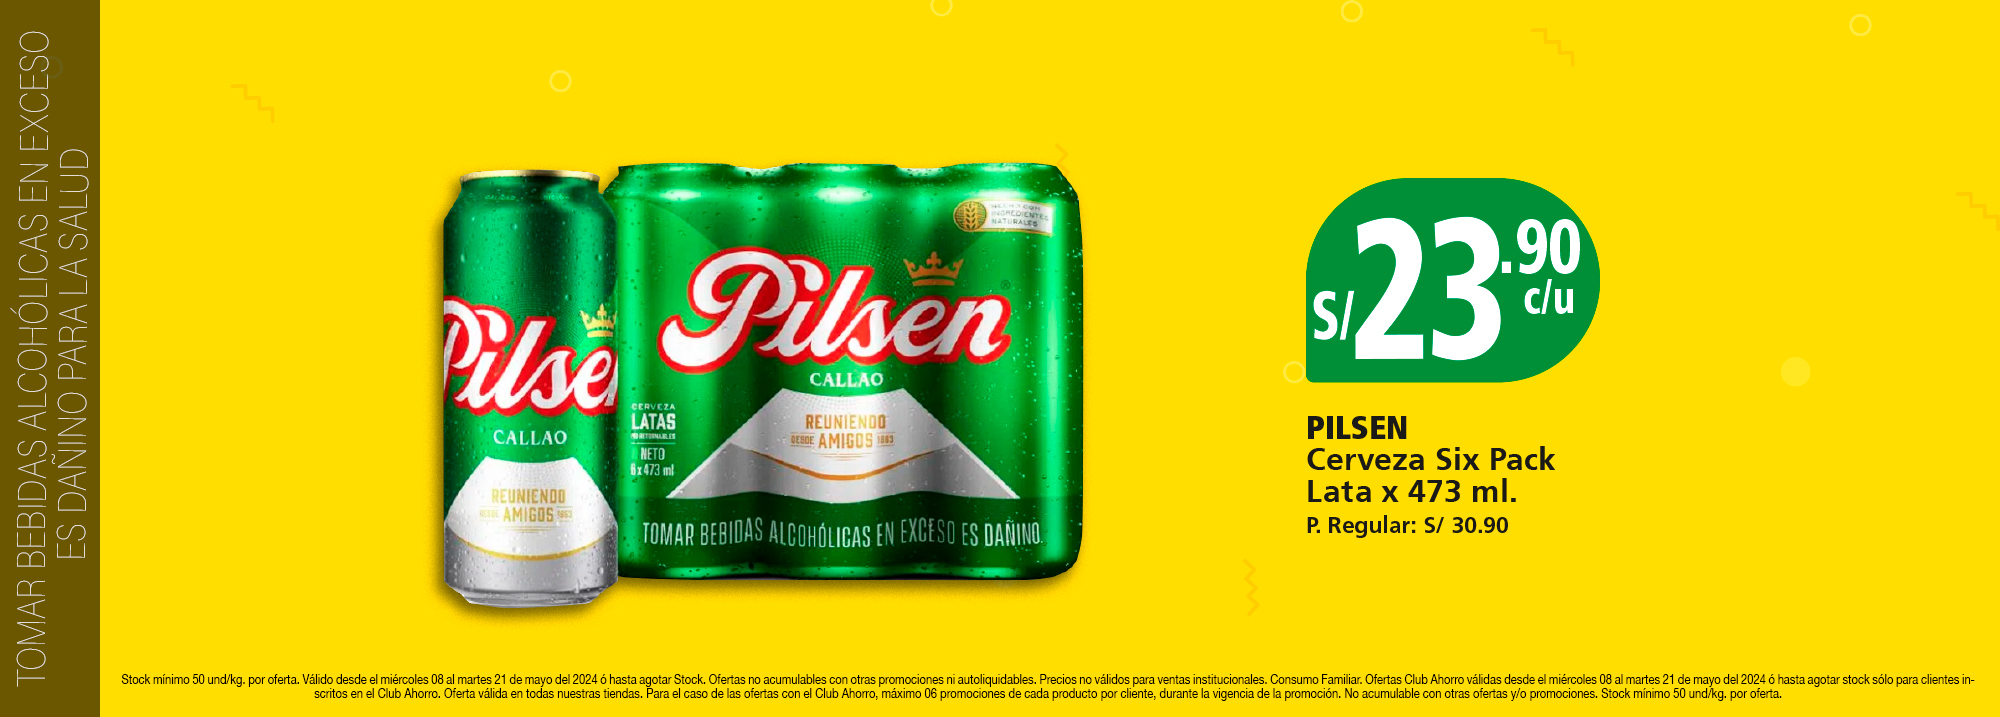 TOMAR BEBIDAS ALCOHÓLICAS EN EXCESO
ES DAÑINO PARA LA SALUD
Pilse
CALLAO
REUNIENDO
DESDE AMIGOS 1863
HECHA CON
INGREDIENTES
NATURALES
Pilsen
®
CALLAO
CERVEZA
LATAS
NO RETORNABLES
NETO
6 x 473 ml
REUNIENDO
DESDE AMIGOS 1863
TOMAR BEBIDAS ALCOHÓLICAS EN EXCESO ES DAÑINO
S/23.90
c/u
PILSEN
Cerveza Six Pack
Lata x 473 ml.
P. Regular: S/ 30.90
Stock mínimo 50 und/kg. por oferta. Válido desde el miércoles 08 al martes 21 de mayo del 2024 ó hasta agotar Stock. Ofertas no acumulables con otras promociones ni autoliquidables. Precios no válidos para ventas institucionales. Consumo Familiar. Ofertas Club Ahorro válidas desde el miércoles 08 al martes 21 de mayo del 2024 ó hasta agotar stock sólo para clientes in-
scritos en el Club Ahorro. Oferta válida en todas nuestras tiendas. Para el caso de las ofertas con el Club Ahorro, máximo 06 promociones de cada producto por cliente, durante la vigencia de la promoción. No acumulable con otras ofertas y/o promociones. Stock mínimo 50 und/kg. por oferta.